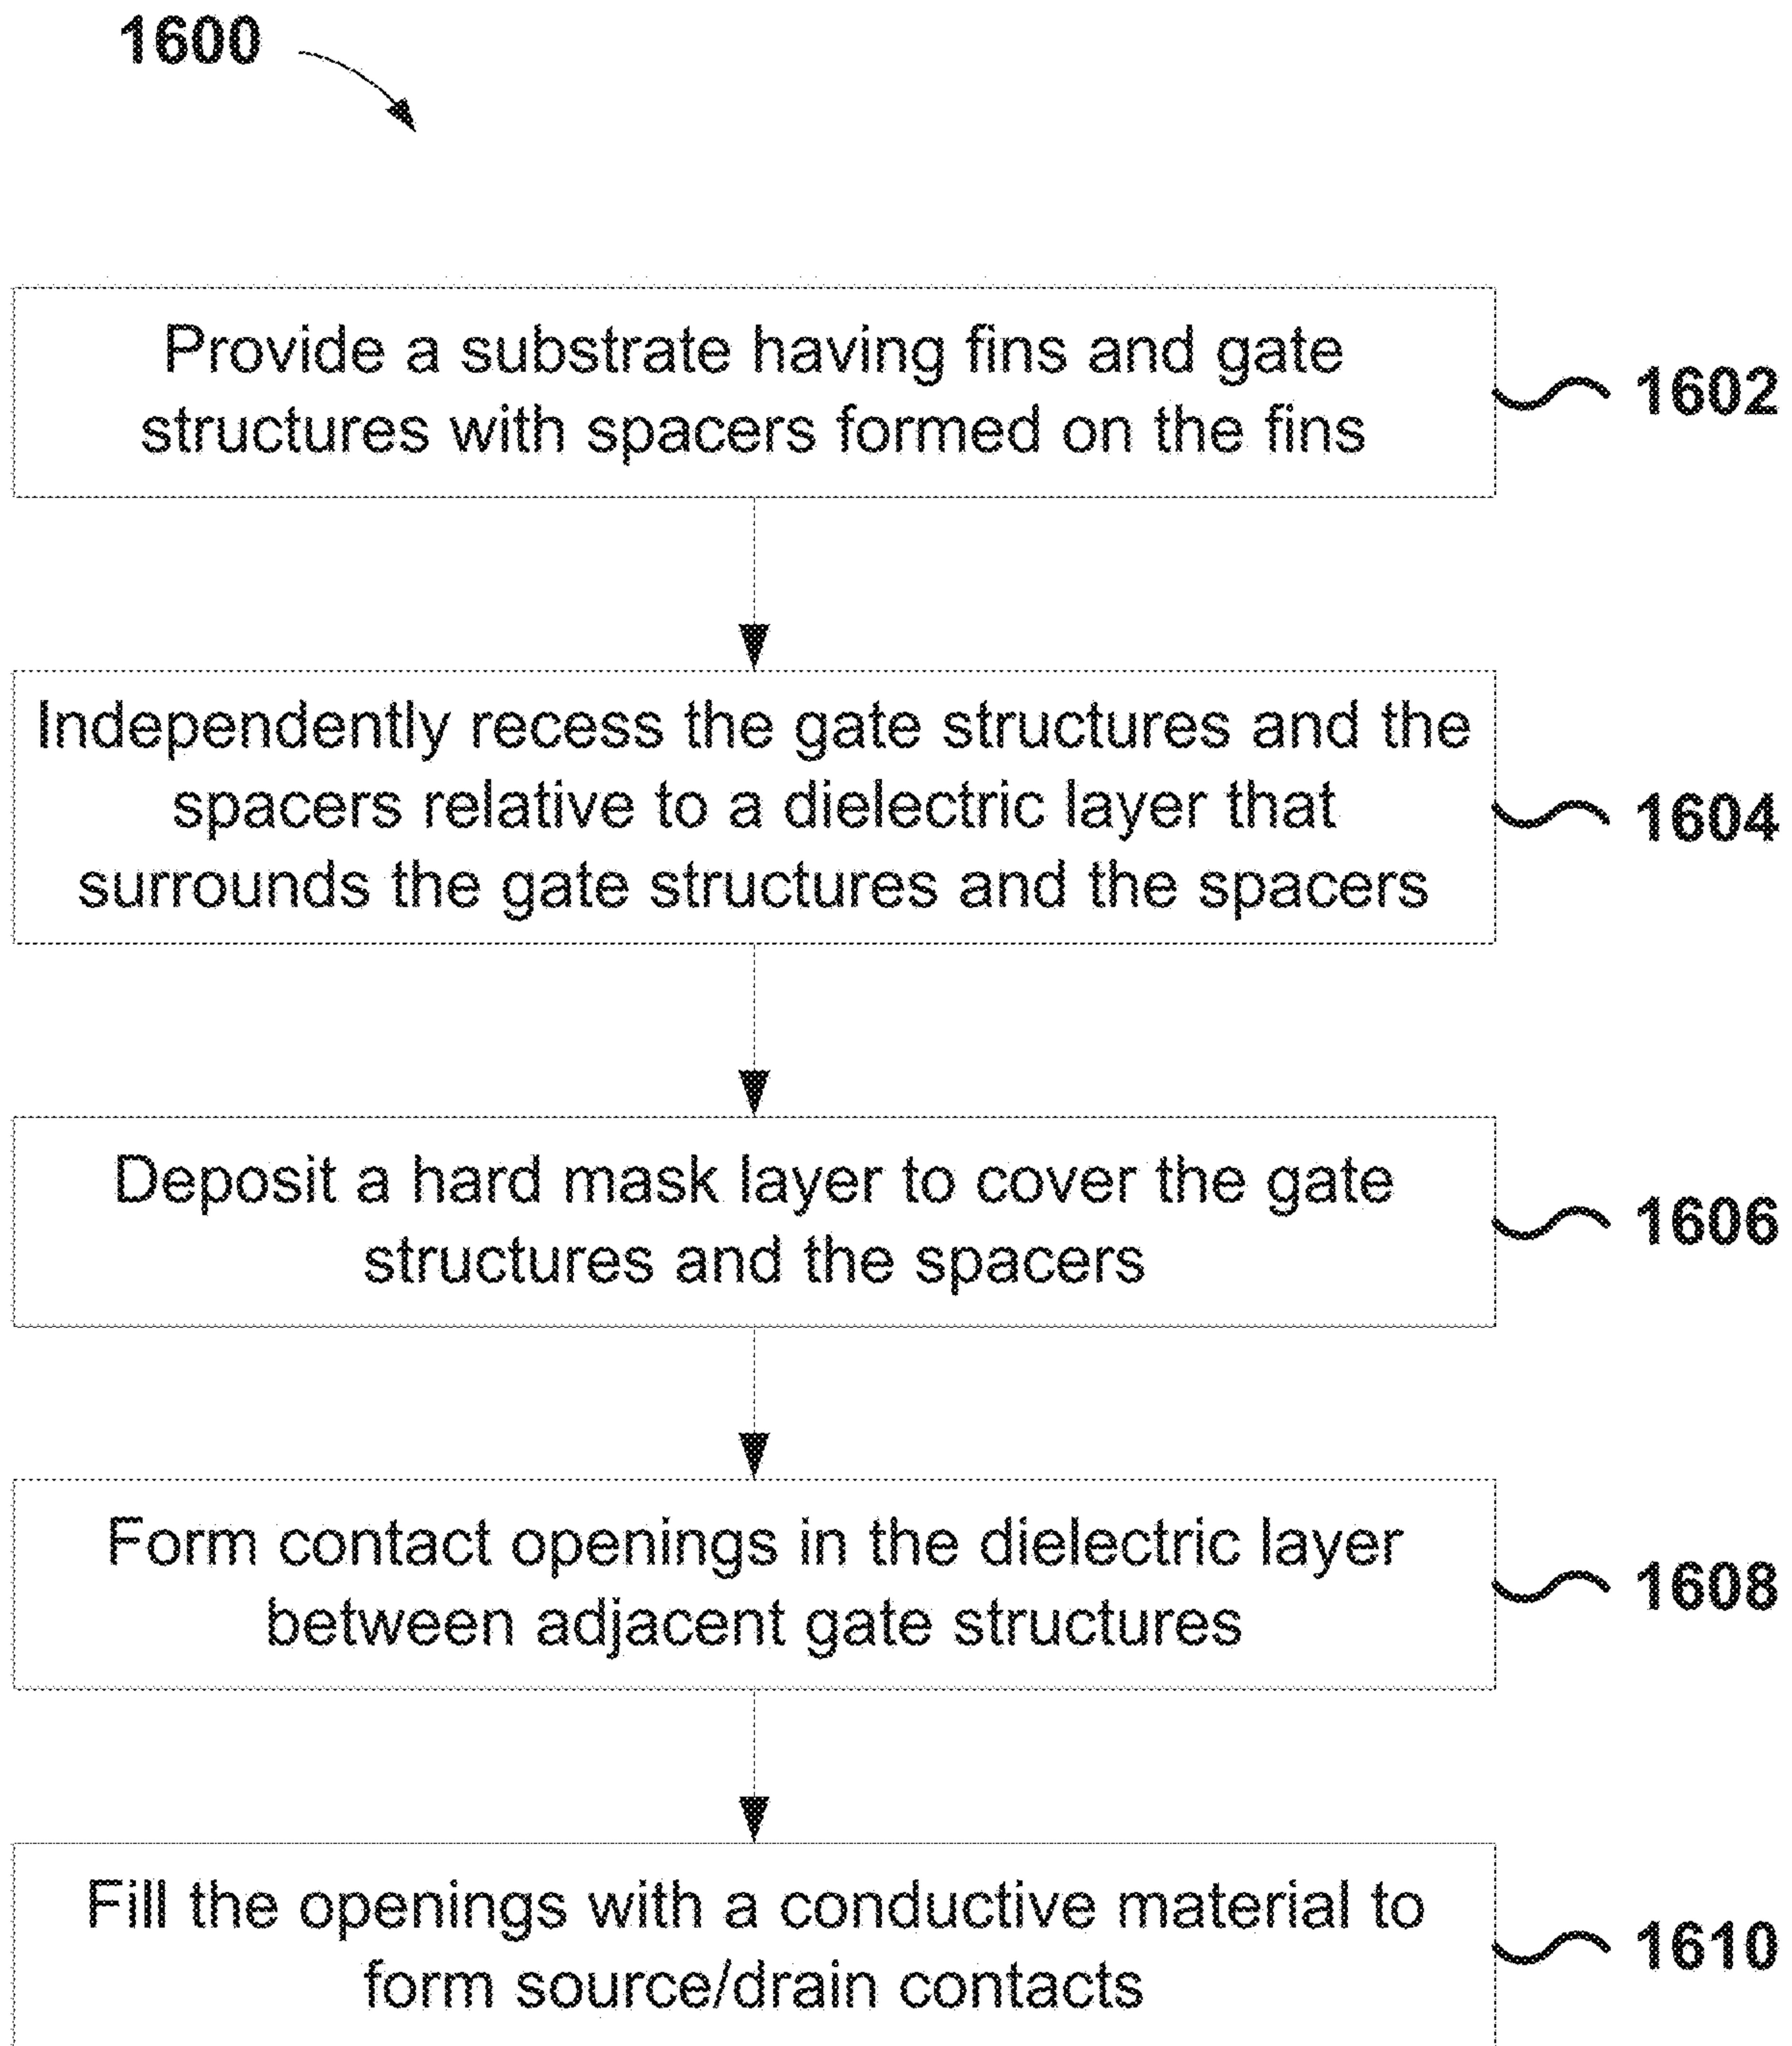 1600
Provide a substrate having fins and gate
structures with spacers formed on the fins
1602
Independently recess the gate structures and the
spacers relative to a dielectric layer that
surrounds the gate structures and the spacers
1604
Deposit a hard mask layer to cover the gate
structures and the spacers
1606
Form contact openings in the dielectric layer
between adjacent gate structures
1608
Fill the openings with a conductive material to
form source/drain contacts
1610